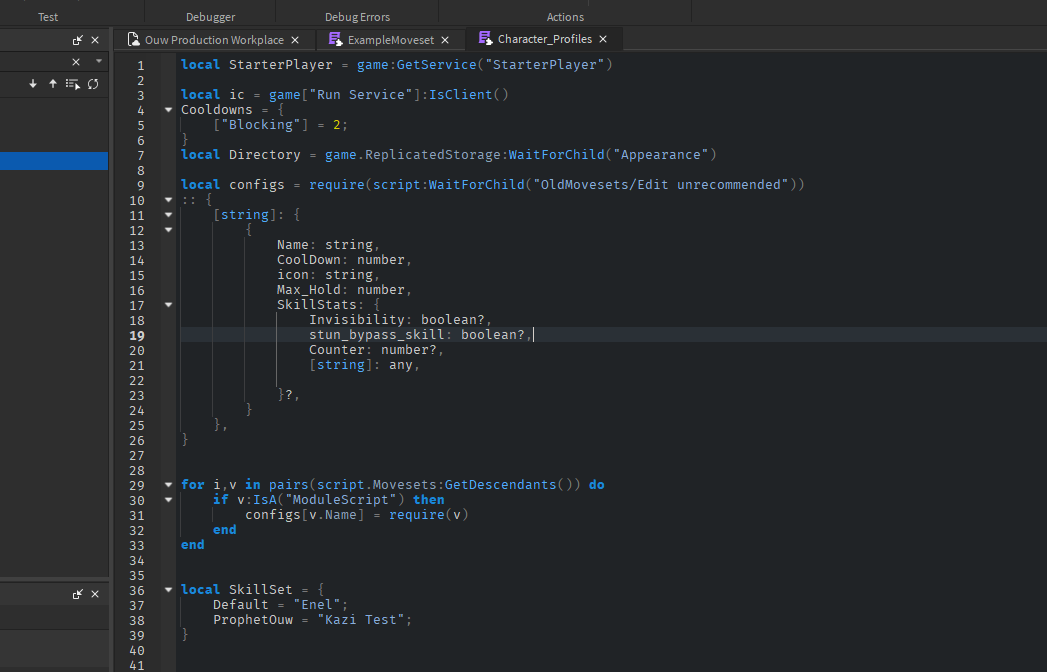 Test
Debugger
Debug Errors
Actions
Ouw Production Workplace
ExampleMoveset
Character_Profiles
1 local StarterPlayer = game:GetService("StarterPlayer")
2
3 local ic = game["Run Service"]:IsClient()
4 Cooldowns = {
5 ["Blocking"] = 2;
6 }
7 local Directory = game.ReplicatedStorage:WaitForChild("Appearance")
8
9 local configs = require(script:WaitForChild("OldMovesets/Edit unrecommended"))
10 :: {
11 [string]: {
12 {
13 Name: string,
14 CoolDown: number,
15 icon: string,
16 Max_Hold: number,
17 SkillStats: {
18 Invisibility: boolean?,
19 stun_bypass_skill: boolean?,
20 Counter: number?,
21 [string]: any,
22
23 }?,
24 }
25 },
26 }
27
28
29 for i,v in pairs(script.Movesets:GetDescendants()) do
30 if v:IsA("ModuleScript") then
31 configs[v.Name] = require(v)
32 end
33 end
34
35
36 local SkillSet = {
37 Default = "Enel";
38 ProphetOuw = "Kazi Test";
39 }
40
41